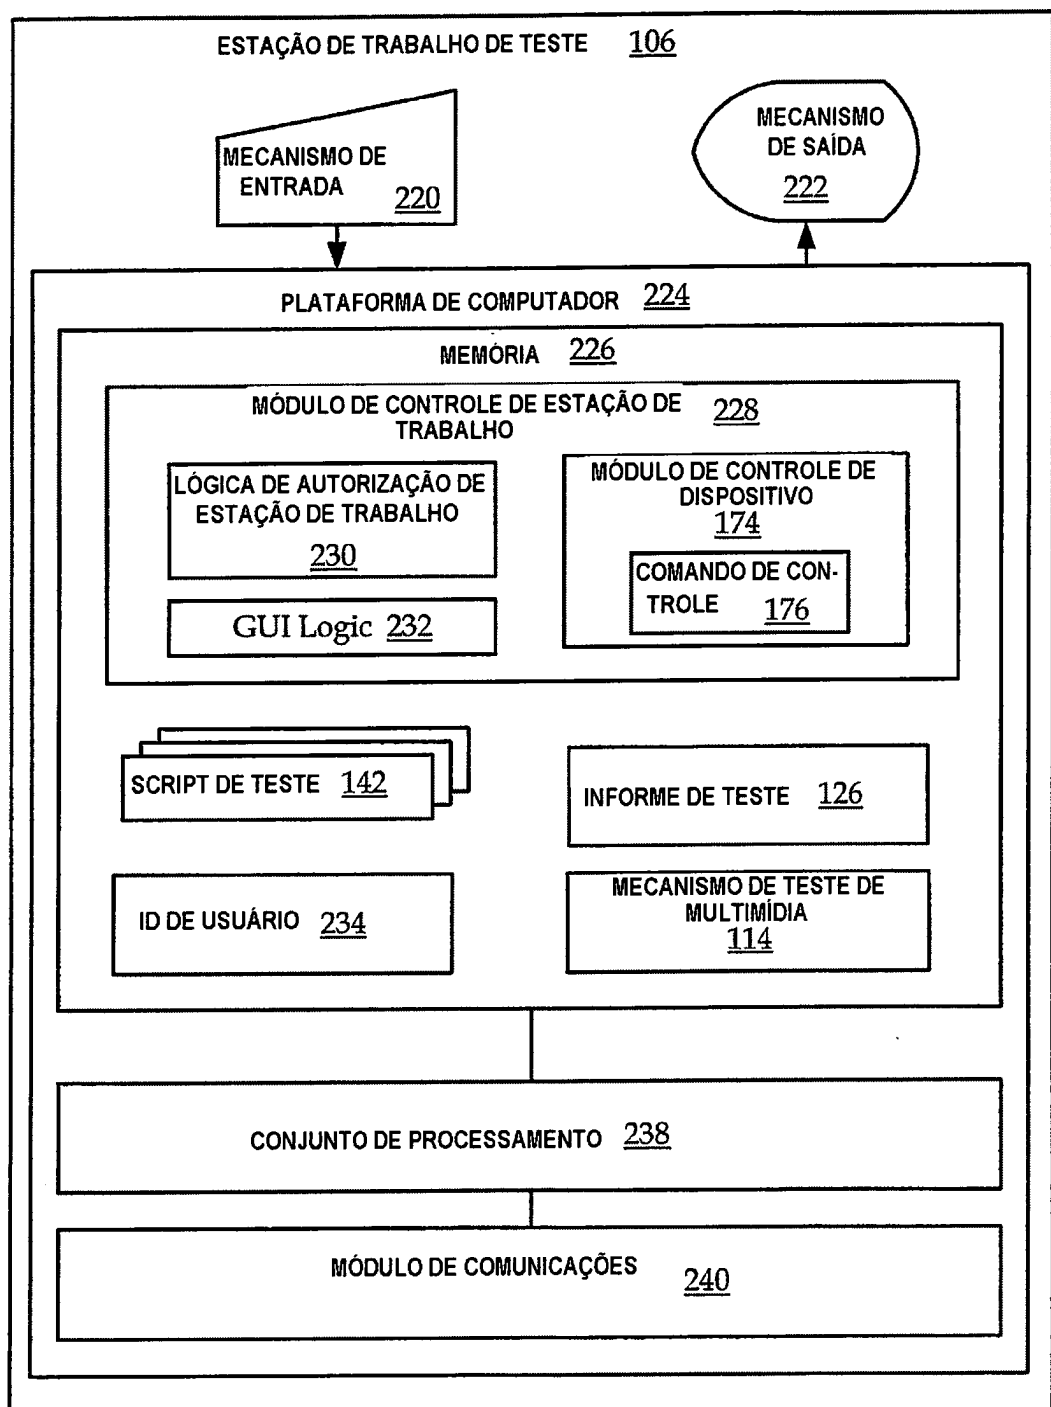 ESTAÇÃO DE TRABALHO DE TESTE 106
MECANISMO DE
ENTRADA 220
MECANISMO
DE SAÍDA
222
PLATAFORMA DE COMPUTADOR 224
MEMÓRIA 226
MÓDULO DE CONTROLE DE ESTAÇÃO DE
TRABALHO 228
LÓGICA DE AUTORIZAÇÃO DE
ESTAÇÃO DE TRABALHO
230
GUI Logic 232
MÓDULO DE CONTROLE DE
DISPOSITIVO
174
COMANDO DE CON-
TROLE 176
SCRIPT DE TESTE 142
INFORME DE TESTE 126
ID DE USUÁRIO 234
MECANISMO DE TESTE DE
MULTIMÍDIA
114
CONJUNTO DE PROCESSAMENTO 238
MÓDULO DE COMUNICAÇÕES 240